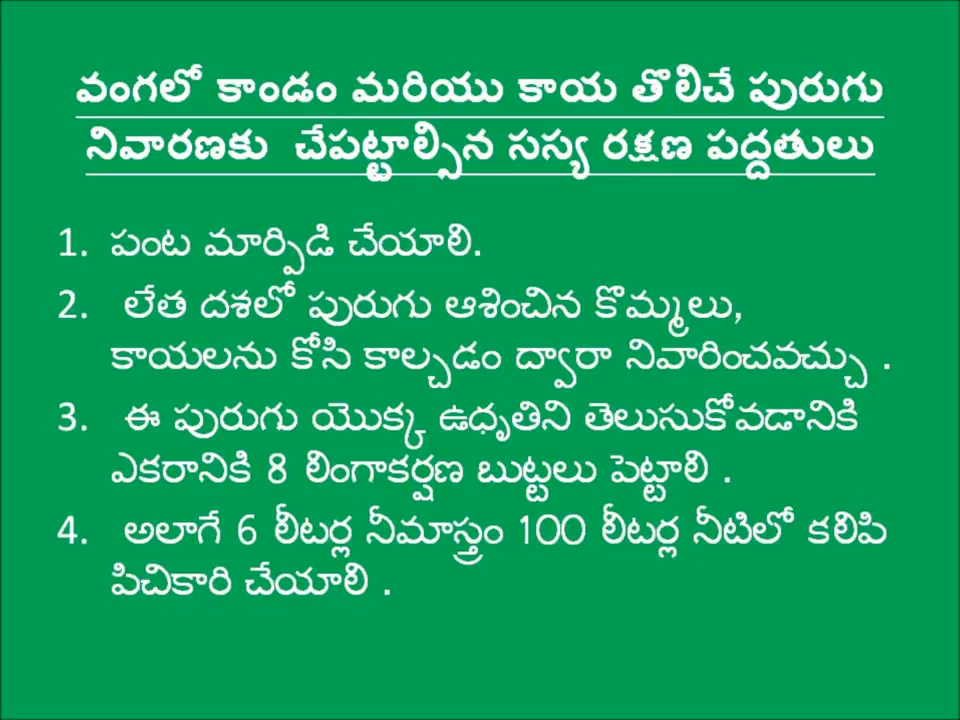 వంగలో కాండం మరియు కాయ తొలిచే పురుగు
నివారణకు చేపట్టాల్సిన సస్య రక్షణ పద్దతులు
1. పంట మార్పిడి చేయాలి.
2. లేత దశలో పురుగు ఆశించిన కొమ్మలు,
కాయలను కోసి కాల్చడం ద్వారా నివారించవచ్చు .
3. ఈ పురుగు యొక్క ఉధృతిని తెలుసుకోవడానికి
ఎకరానికి 8 లింగాకర్షణ బుట్టలు పెట్టాలి .
4. అలాగే 6 లీటర్ల నీమాస్త్రం 100 లీటర్ల నీటిలో కలిపి
పిచికారి చేయాలి .